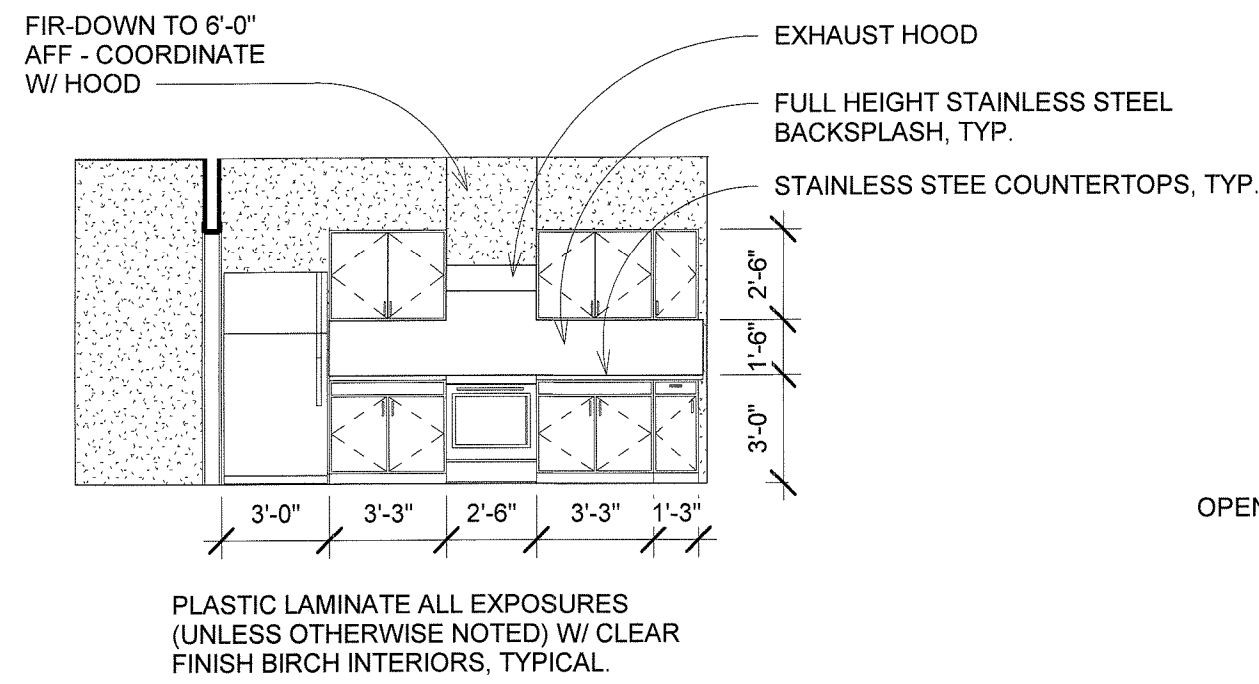 FIR-DOWN TO 6'-0"
AFF - COORDINATE
W/ HOOD
EXHAUST HOOD
FULL HEIGHT STAINLESS STEEL
BACKSPLASH, TYP.
STAINLESS STEE COUNTERTOPS, TYP.
2'-6"
1'-6"
3'-0"
3'-0" 3'-3" 2'-6" 3'-3" 1'-3"
OPEN
PLASTIC LAMINATE ALL EXPOSURES
(UNLESS OTHERWISE NOTED) W/ CLEAR
FINISH BIRCH INTERIORS, TYPICAL.